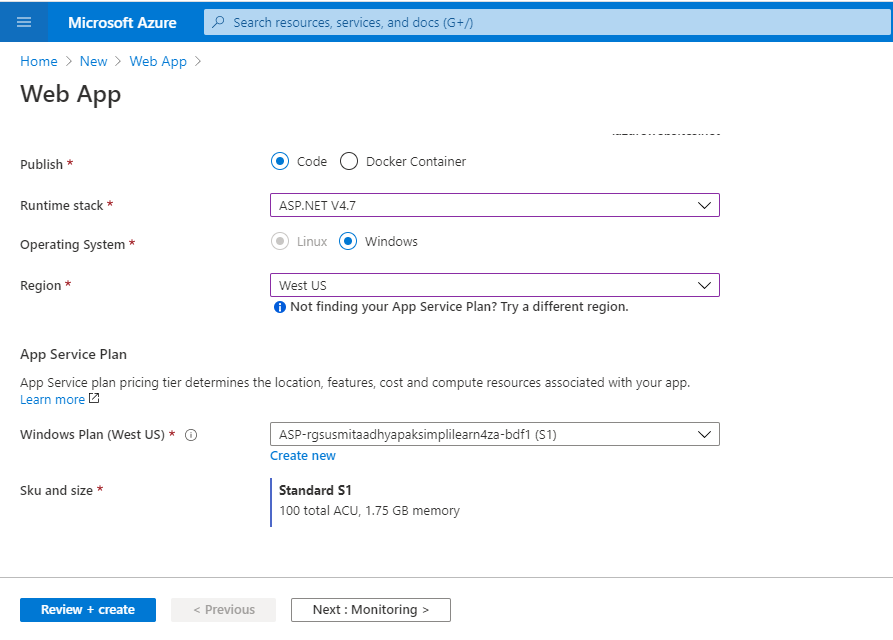 Microsoft Azure
Search resources, services, and docs (G+/)
Home > New > Web App >
Web App
Publish *
Code
Docker Container
Runtime stack *
ASP.NET V4.7
Operating System *
Linux
Windows
Region *
West US
Not finding your App Service Plan? Try a different region.
App Service Plan
App Service plan pricing tier determines the location, features, cost and compute resources associated with your app.
Learn more
Windows Plan (West US) *
ASP-rgsusmitaadhyapaksimplilearn4za-bdf1 (S1)
Create new
Sku and size *
Standard S1
100 total ACU, 1.75 GB memory
Review + create
< Previous
Next : Monitoring >